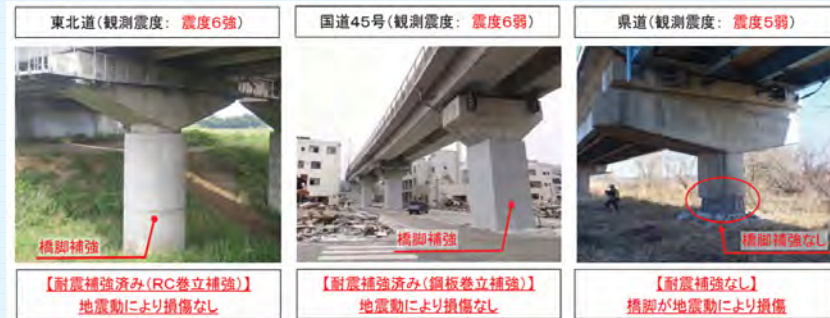 東北道(観測震度: 震度6強)
国道45号(観測震度: 震度6弱)
県道(観測震度: 震度5弱)
橋脚補強
橋脚補強
橋脚補強なし
【耐震補強済み(RC巻立補強)】
地震動により損傷なし
【耐震補強済み(鋼板巻立補強)】
地震動により損傷なし
【耐震補強なし】
橋脚が地震動により損傷